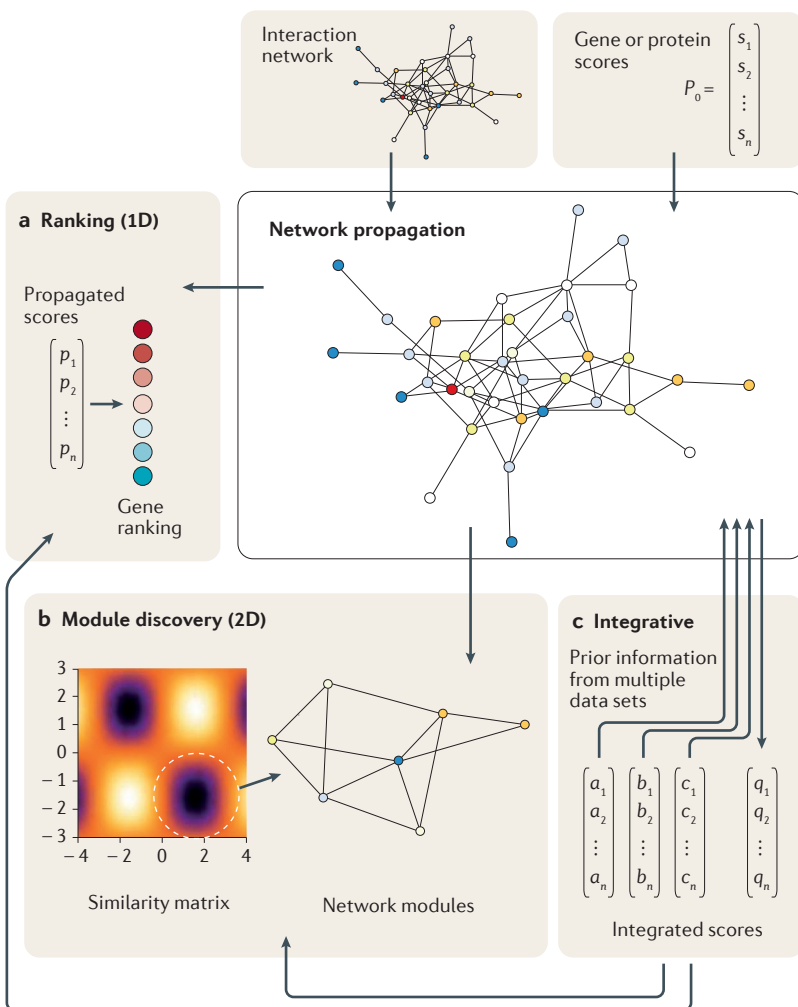 Interaction
network
Gene or protein
scores
P0 =
s1
s2
⋮
sn
a Ranking (1D)
Propagated
scores
p1
p2
⋮
pn
Gene
ranking
Network propagation
b Module discovery (2D)
3
2
1
0
− 1
− 2
− 3
− 4 − 2 0 2 4
Similarity matrix
Network modules
c Integrative
Prior information
from multiple
data sets
a1 b1 c1 q1
a2 b2 c2 q2
⋮ ⋮ ⋮ ⋮
an bn cn qn
Integrated scores